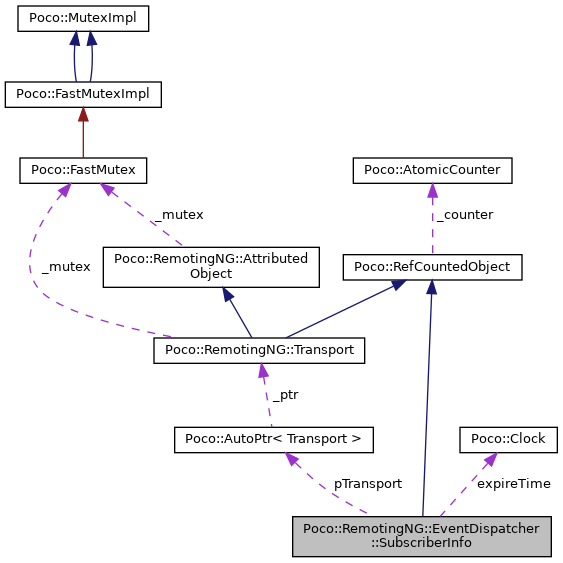 Poco::MutexImpl
Poco::FastMutexImpl
Poco::FastMutex
Poco::AtomicCounter
_mutex
_counter
_mutex
Poco::RemotingNG::Attributed
Object
Poco::RefCountedObject
Poco::RemotingNG::Transport
_ptr
Poco::AutoPtr< Transport >
Poco::Clock
pTransport
expireTime
Poco::RemotingNG::EventDispatcher
::SubscriberInfo